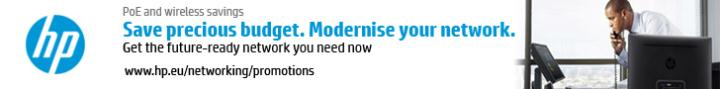 hp
PoE and wireless savings
Save precious budget. Modernise your network.
Get the future-ready network you need now
www.hp.eu/networking/promotions